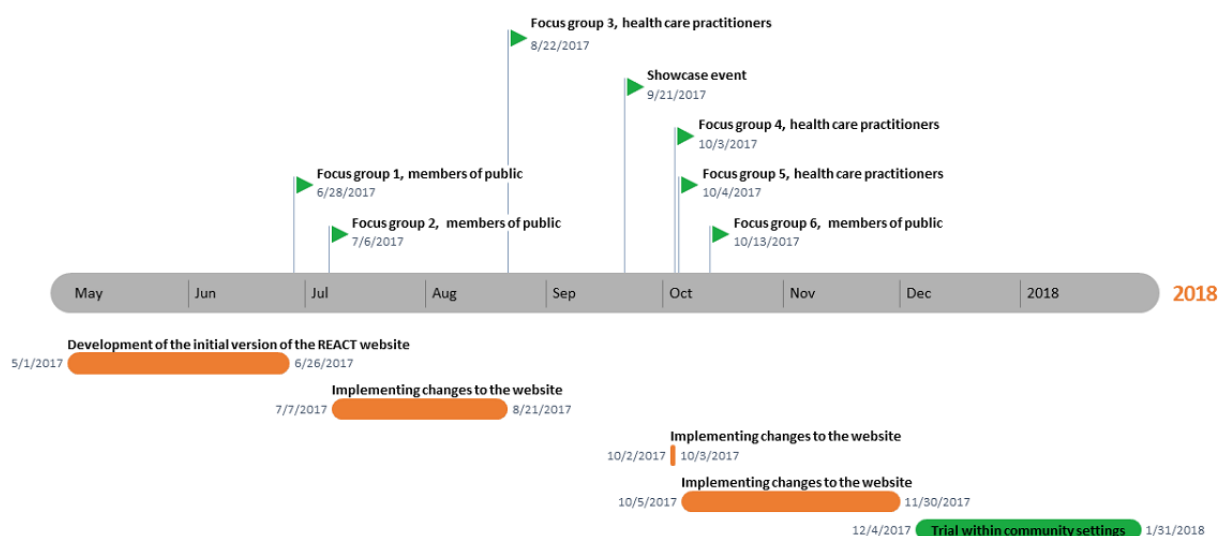 Focus group 3, health care practitioners
8/22/2017
Showcase event
9/21/2017
Focus group 4, health care practitioners
10/3/2017
Focus group 1, members of public
6/28/2017
Focus group 5, health care practitioners
10/4/2017
Focus group 2, members of public
7/6/2017
Focus group 6, members of public
10/13/2017
May Jun Jul Aug Sep Oct Nov Dec 2018 2018
Development of the initial version of the REACT website
5/1/2017 6/26/2017
Implementing changes to the website
7/7/2017 8/21/2017
Implementing changes to the website
10/2/2017 10/3/2017
Implementing changes to the website
10/5/2017 11/30/2017
12/4/2017 Trial within community settings 1/31/2018